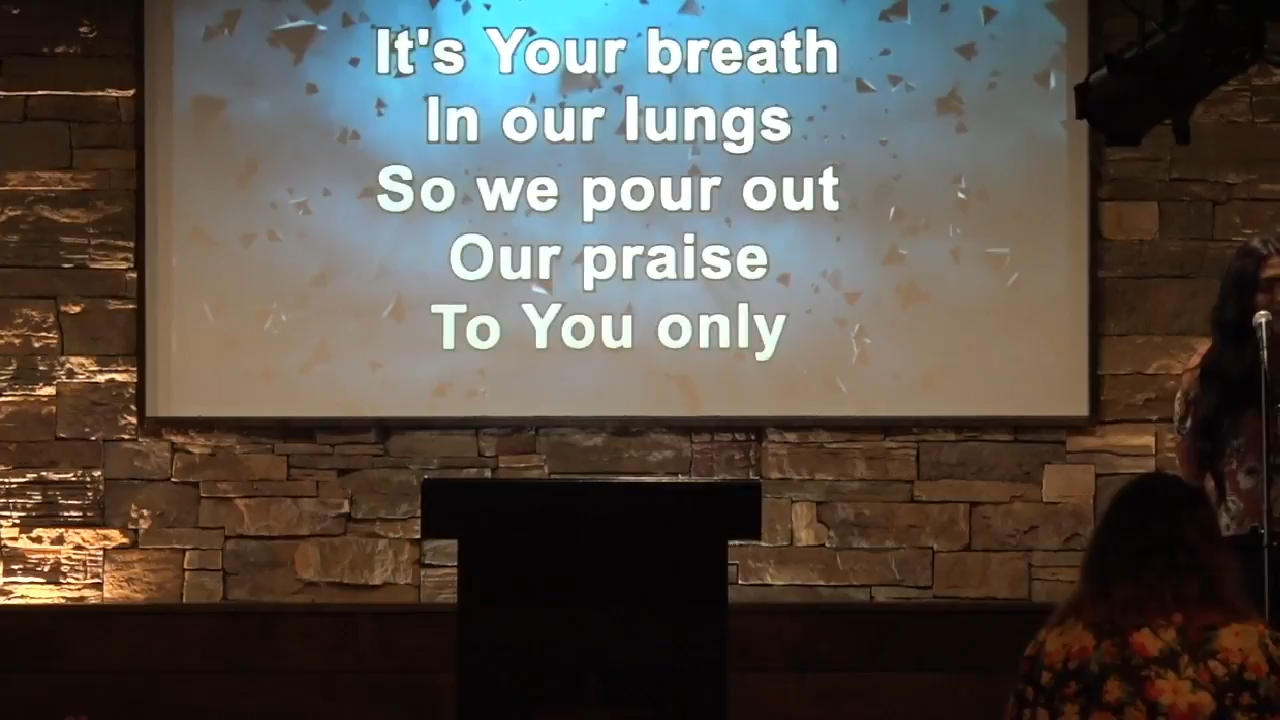 It's Your breath
In our lungs
So we pour out
Our praise
To You only